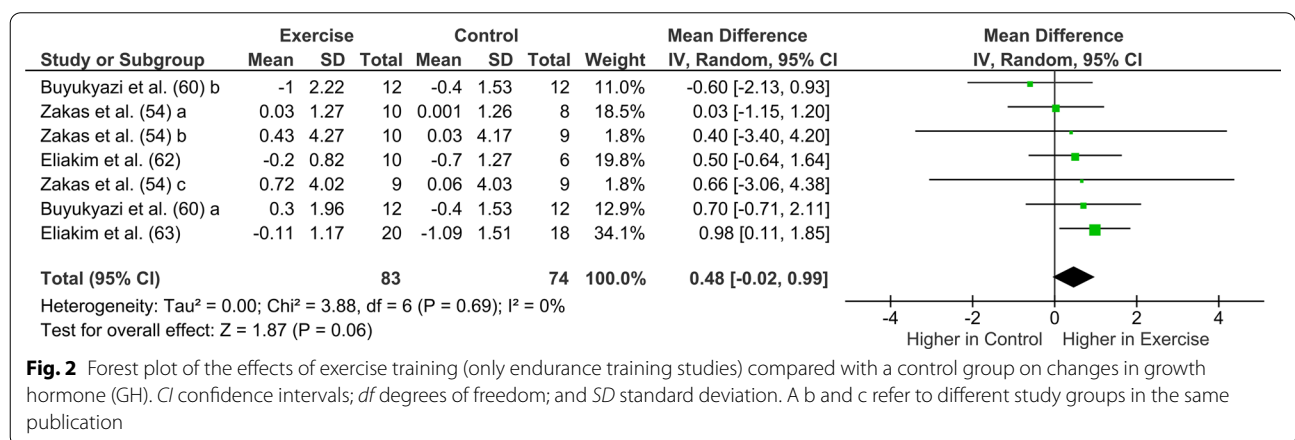 Exercise Control Mean Difference Mean Difference
Study or Subgroup Mean SD Total Mean SD Total Weight IV, Random, 95% CI IV, Random, 95% CI
Buyukyazi et al. (60) b -1 2.22 12 -0.4 1.53 12 11.0% -0.60 [-2.13, 0.93]
Zakas et al. (54) a 0.03 1.27 10 0.001 1.26 8 18.5% 0.03 [-1.15, 1.20]
Zakas et al. (54) b 0.43 4.27 10 0.03 4.17 9 1.8% 0.40 [-3.40, 4.20]
Eliakim et al. (62) -0.2 0.82 10 -0.7 1.27 6 19.8% 0.50 [-0.64, 1.64]
Zakas et al. (54) c 0.72 4.02 9 0.06 4.03 9 1.8% 0.66 [-3.06, 4.38]
Buyukyazi et al. (60) a 0.3 1.96 12 -0.4 1.53 12 12.9% 0.70 [-0.71, 2.11]
Eliakim et al. (63) -0.11 1.17 20 -1.09 1.51 18 34.1% 0.98 [0.11, 1.85]
Total (95% CI) 83 74 100.0% 0.48 [-0.02, 0.99]
Heterogeneity: Tau² = 0.00; Chi² = 3.88, df = 6 (P = 0.69); I² = 0%
Test for overall effect: Z = 1.87 (P = 0.06)
-4 -2 0 2 4
Higher in Control Higher in Exercise
Fig. 2 Forest plot of the effects of exercise training (only endurance training studies) compared with a control group on changes in growth
hormone (GH). CI confidence intervals; df degrees of freedom; and SD standard deviation. A b and c refer to different study groups in the same
publication